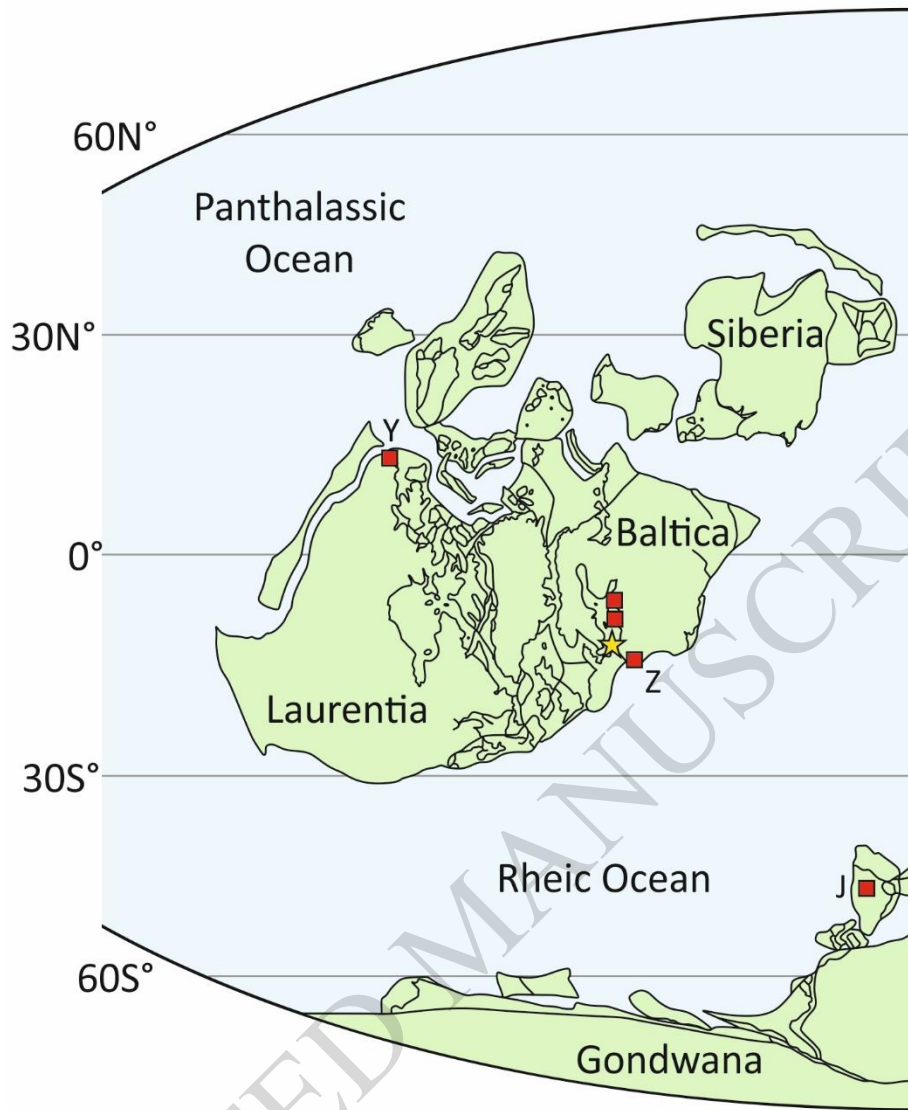 60N°
Panthalassic
Ocean
30N°
Siberia
Y
0°
Baltica
Z
Laurentia
30S°
Rheic Ocean
J
60S°
Gondwana